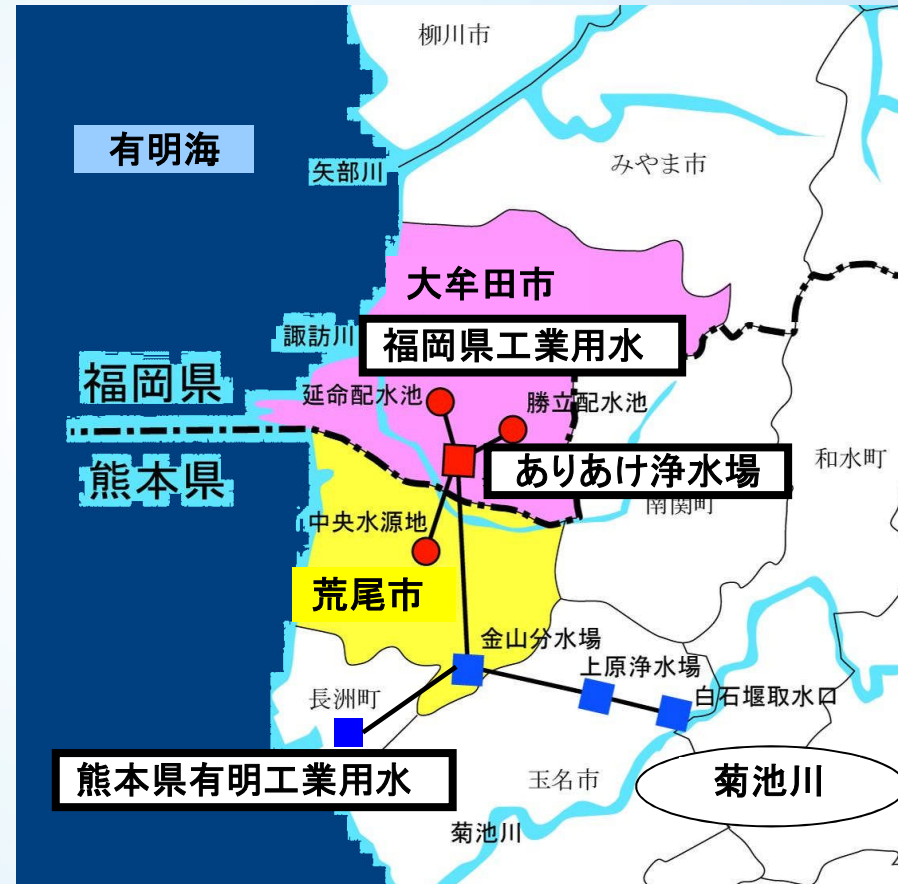 柳川市
有明海
矢部川
みやま市
大牟田市
諏訪川
福岡県工業用水
福岡県
延命配水池
勝立配水池
熊本県
ありあけ浄水場
和水町
南関町
中央水源地
荒尾市
金山分水場
上原浄水場
長洲町
白石堰取水口
熊本県有明工業用水
玉名市
菊池川
菊池川